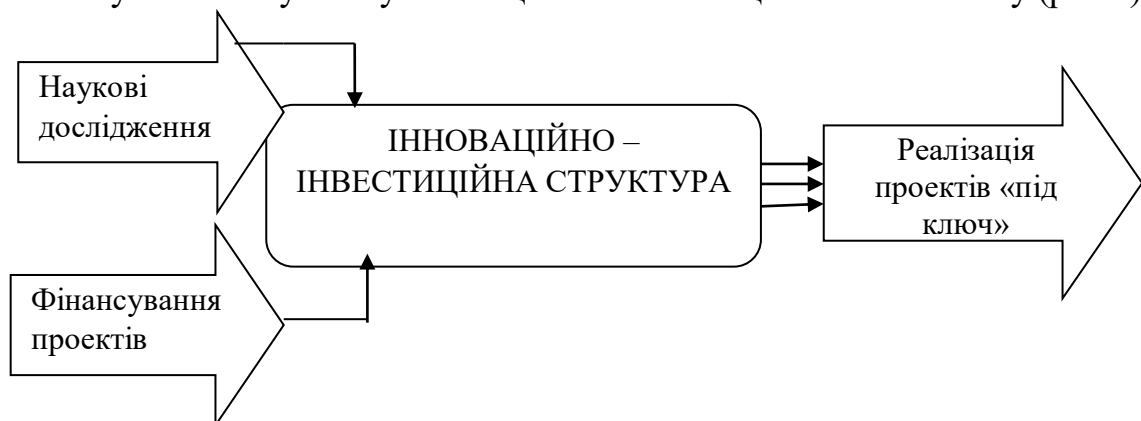 Наукові
дослідження
ІННОВАЦІЙНО –
ІНВЕСТИЦІЙНА СТРУКТУРА
Реалізація
проектів «під
ключ»
Фінансування
проектів